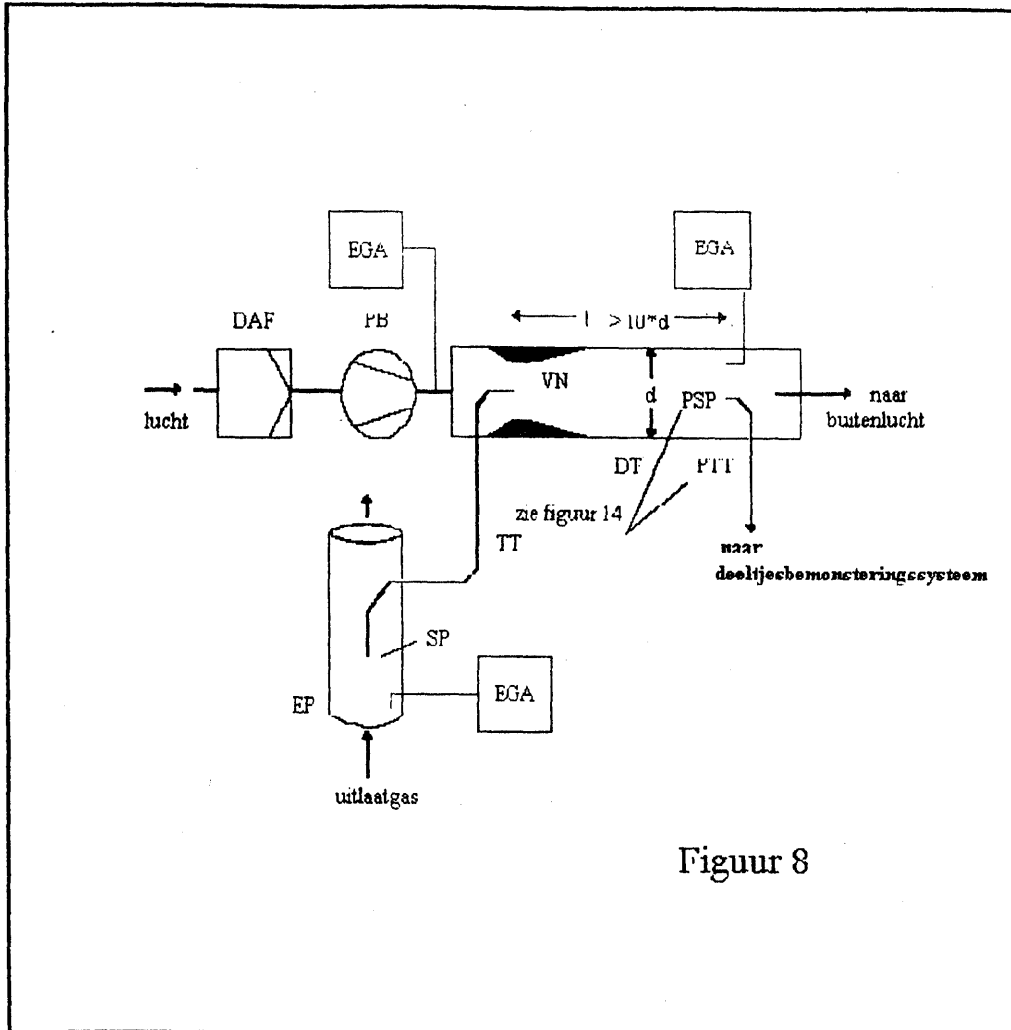 EGA
EGA
DAF
PB
l > 10*d
VN
d
PSP
lucht
naar
buitenlucht
DT
PTT
zie figuur 14
TT
naar
deeltjesbemonsteringssysteem
SP
EP
EGA
uitlaatgas
Figuur 8